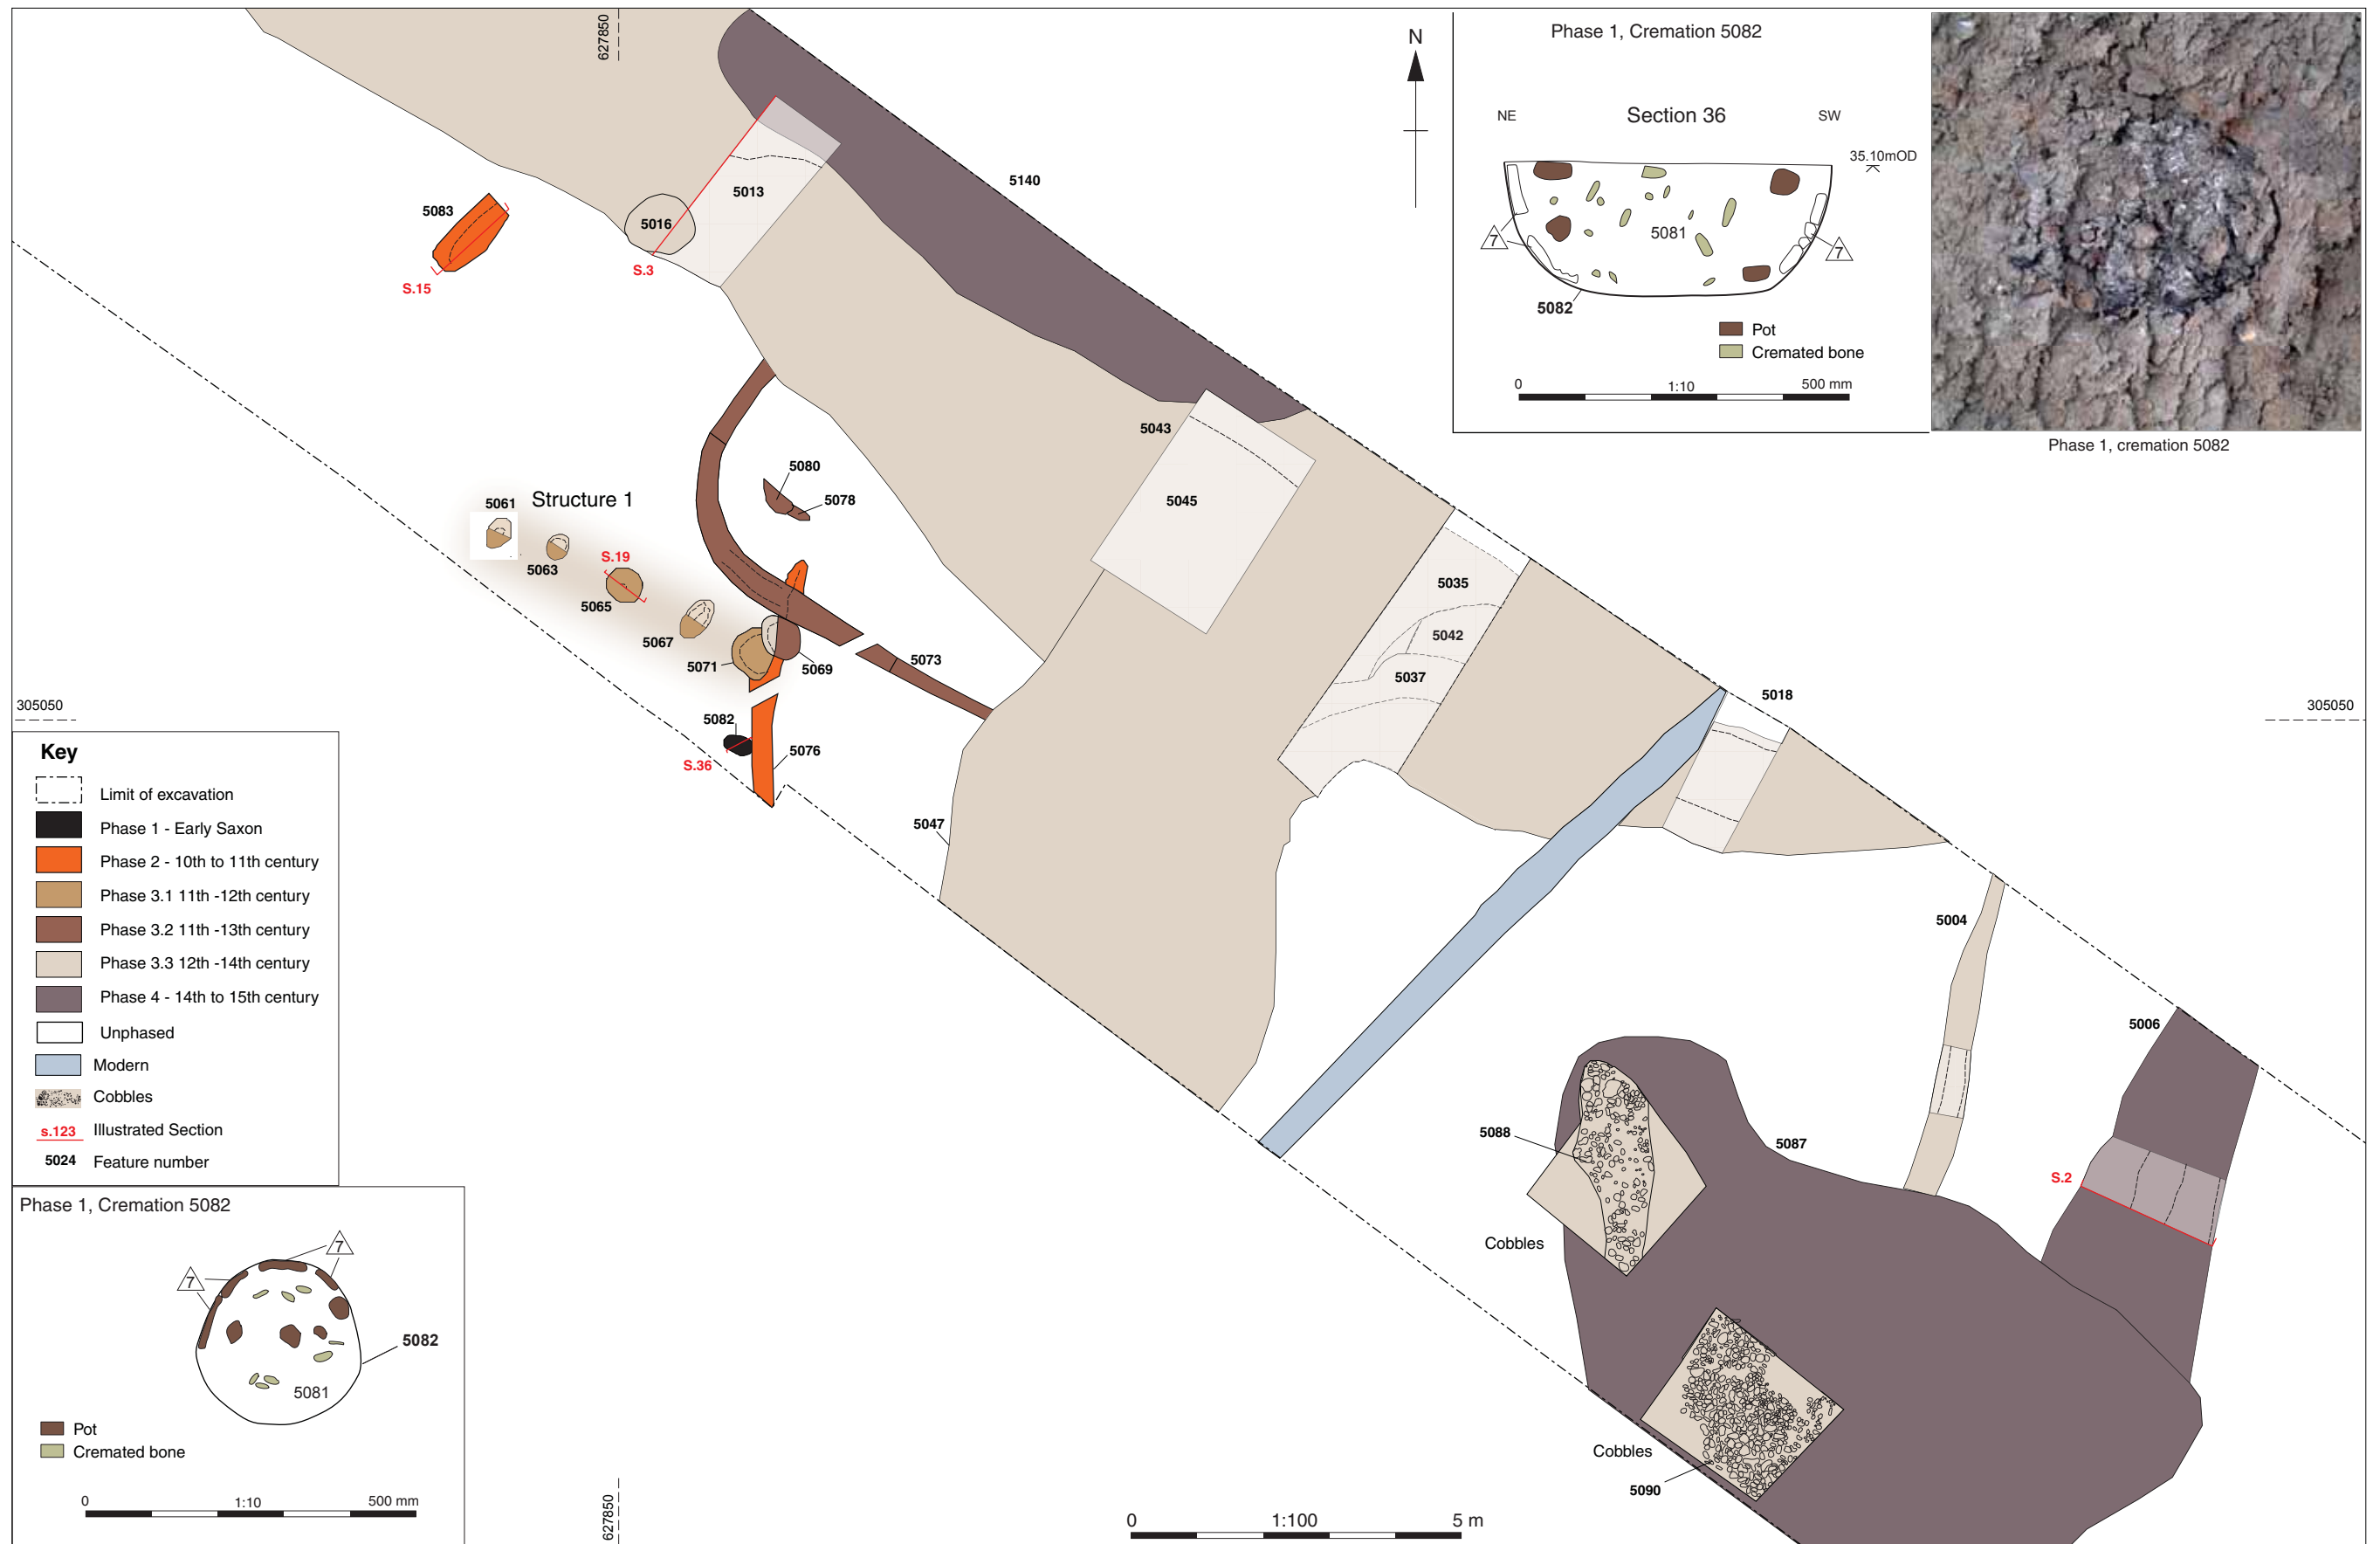 627850
N
Phase 1, Cremation 5082
NE
Section 36
SW
35.10mOD
7
5081
7
5082
Pot
Cremated bone
0
1:10
500 mm
Phase 1, cremation 5082
5140
5013
5083
5016
S.3
S.15
5043
5080
5078
5045
5061
Structure 1
S.19
5063
5065
5067
5071
5069
5073
5035
5042
5037
5018
305050
305050
5082
5076
S.36
5047
5004
5006
5088
5087
S.2
Cobbles
Cobbles
5090
Key
Limit of excavation
Phase 1 - Early Saxon
Phase 2 - 10th to 11th century
Phase 3.1 11th -12th century
Phase 3.2 11th -13th century
Phase 3.3 12th -14th century
Phase 4 - 14th to 15th century
Unphased
Modern
Cobbles
s.123 Illustrated Section
5024 Feature number
Phase 1, Cremation 5082
7
7
5082
5081
Pot
Cremated bone
0
1:10
500 mm
627850
0
1:100
5 m